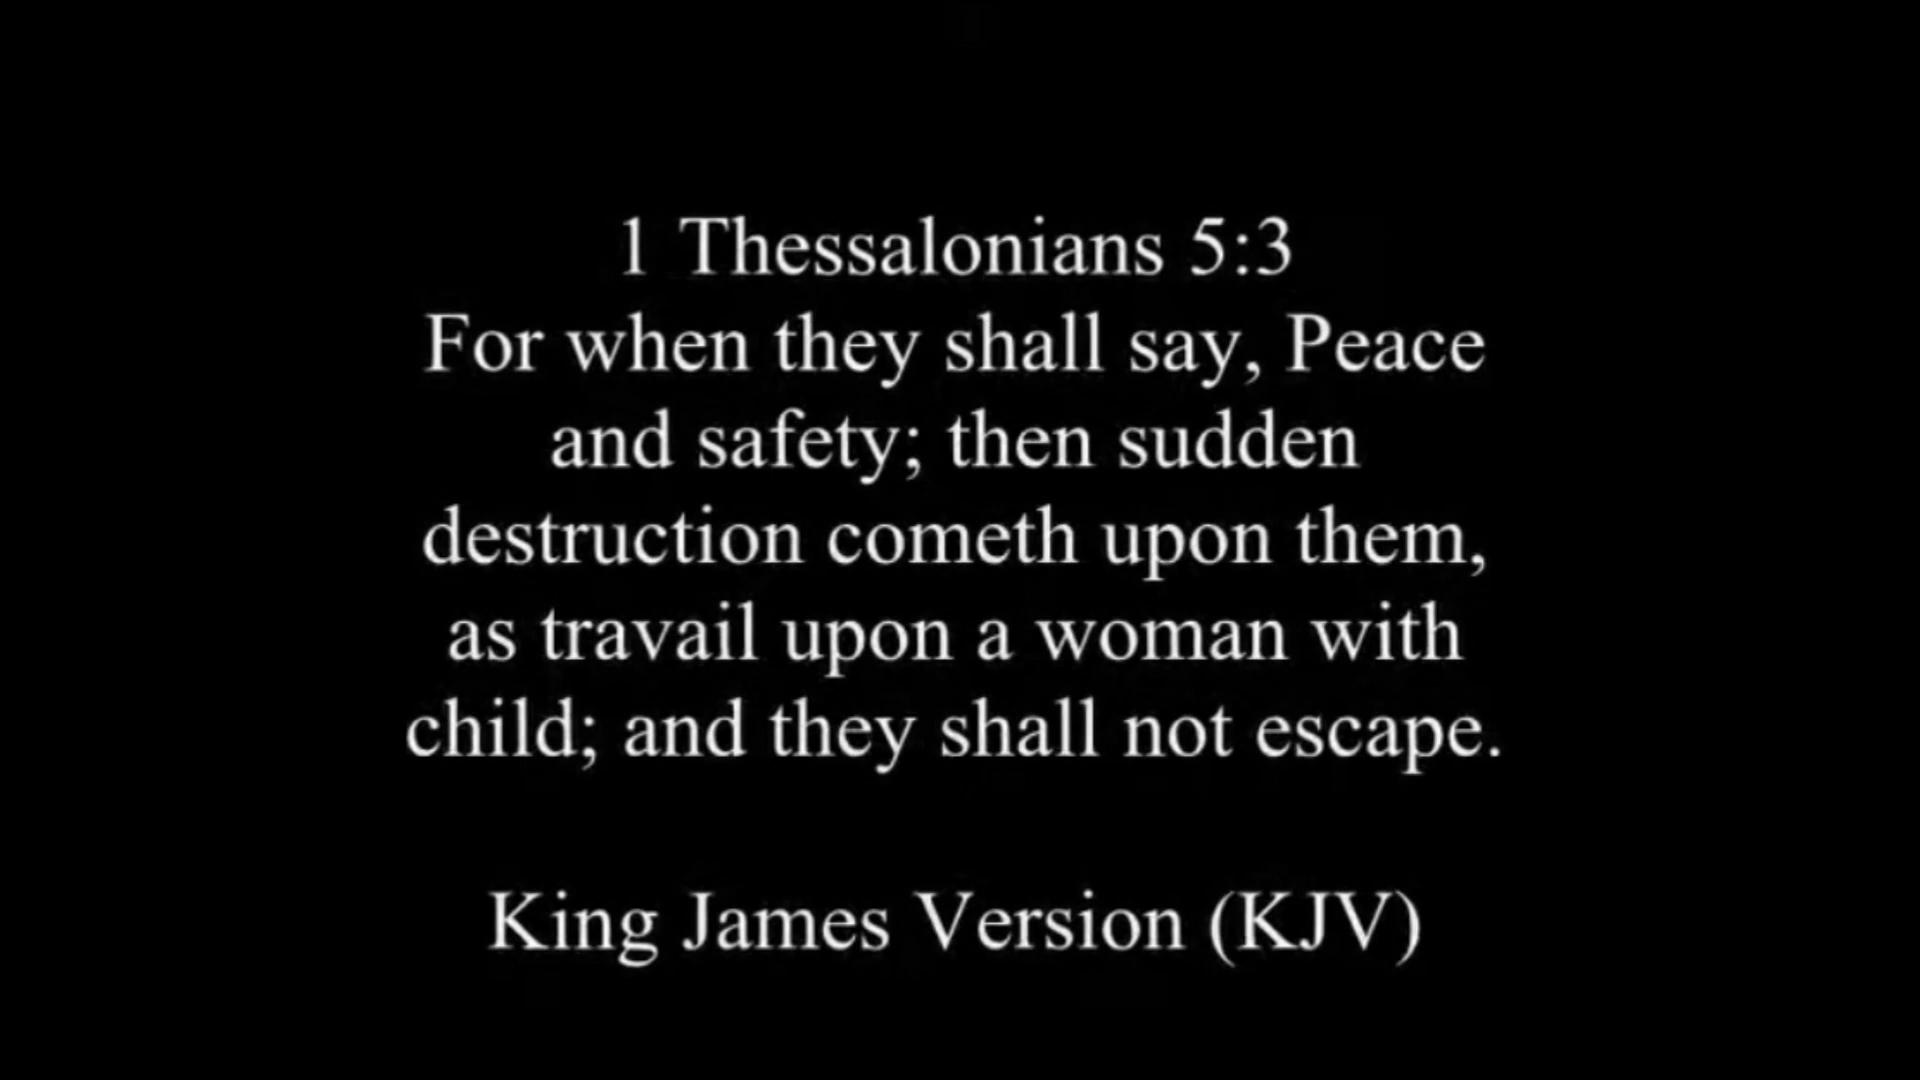 1 Thessalonians 5:3
For when they shall say, Peace
and safety; then sudden
destruction cometh upon them,
as travail upon a woman with
child; and they shall not escape.
King James Version (KJV)